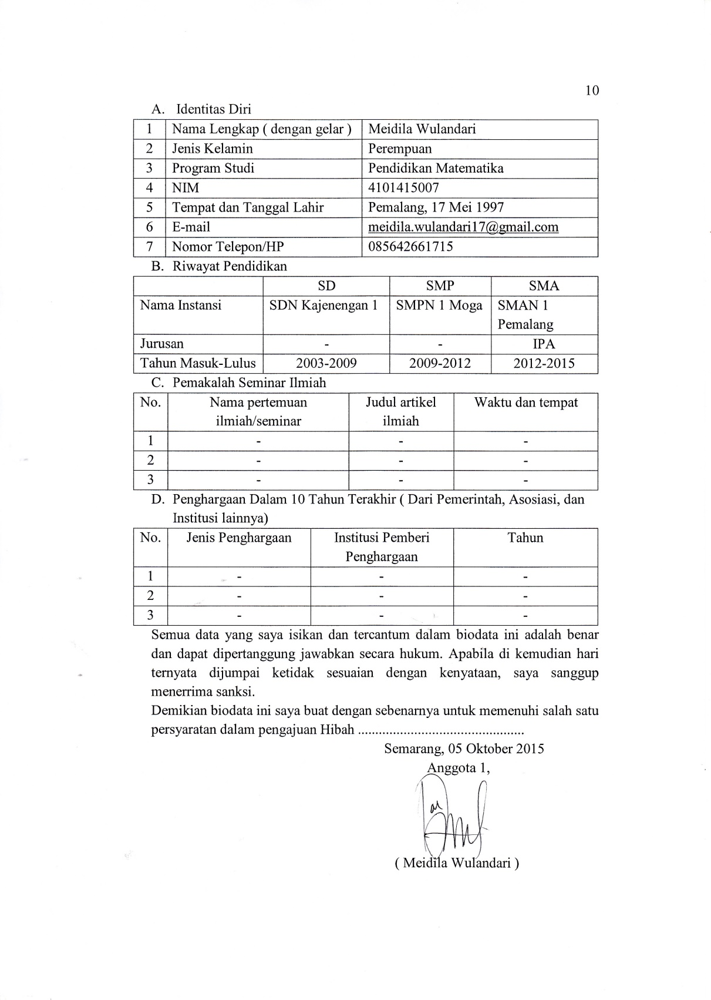 10
A. Identitas Diri
1 Nama Lengkap ( dengan gelar ) Meidila Wulandari
2 Jenis Kelamin Perempuan
3 Program Studi Pendidikan Matematika
4 NIM 4101415007
5 Tempat dan Tanggal Lahir Pemalang, 17 Mei 1997
6 E-mail meidila.wulandari17@gmail.com
7 Nomor Telepon/HP 085642661715
B. Riwayat Pendidikan
SD SMP SMA
Nama Instansi SDN Kajenengan 1 SMPN 1 Moga SMAN 1
Pemalang
Jurusan - - IPA
Tahun Masuk-Lulus 2003-2009 2009-2012 2012-2015
C. Pemakalah Seminar Ilmiah
No. Nama pertemuan Judul artikel Waktu dan tempat
ilmiah/seminar ilmiah
1 - - -
2 - - -
3 - - -
D. Penghargaan Dalam 10 Tahun Terakhir ( Dari Pemerintah, Asosiasi, dan
Institusi lainnya)
No. Jenis Penghargaan Institusi Pemberi Tahun
Penghargaan
1 - - -
2 - - -
3 - - -
Semua data yang saya isikan dan tercantum dalam biodata ini adalah benar
dan dapat dipertanggung jawabkan secara hukum. Apabila di kemudian hari
ternyata dijumpai ketidak sesuaian dengan kenyataan, saya sanggup
menerrima sanksi.
Demikian biodata ini saya buat dengan sebenarnya untuk memenuhi salah satu
persyaratan dalam pengajuan Hibah ...............................................
Semarang, 05 Oktober 2015
Anggota 1,
( Meidila Wulandari )